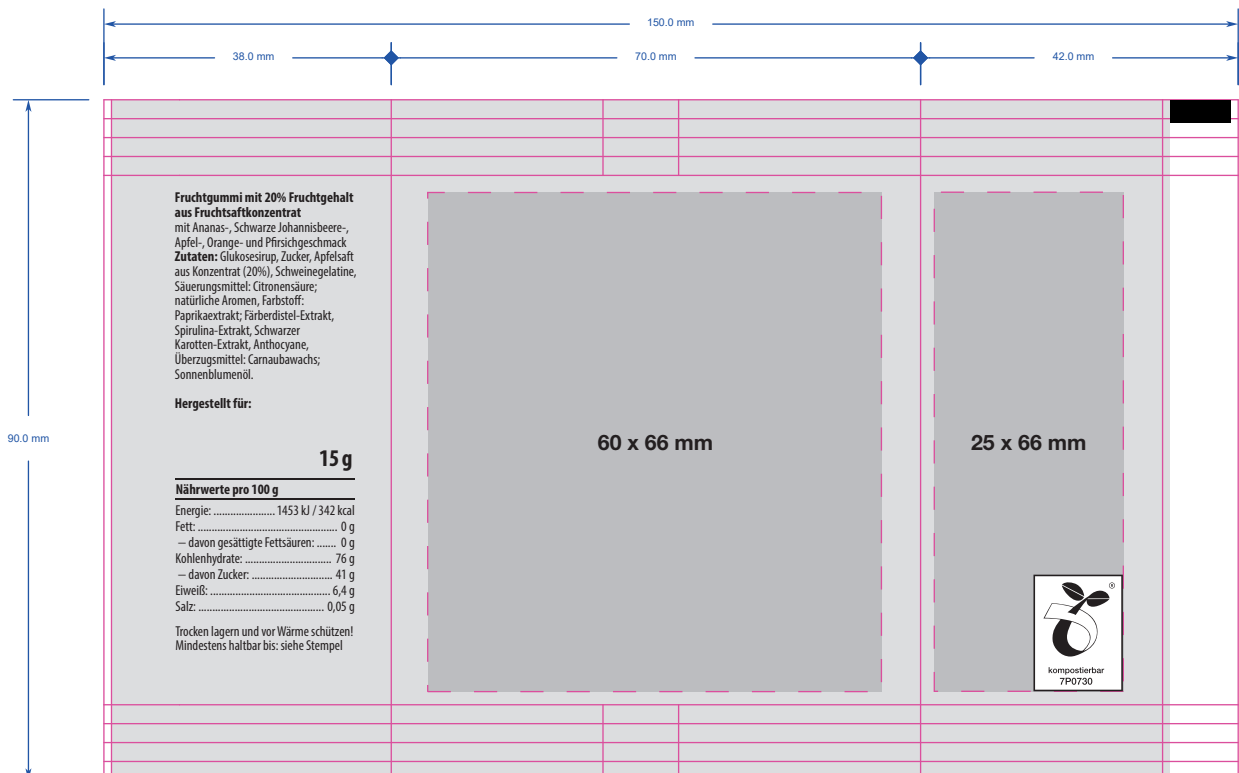 150.0 mm
38.0 mm
70.0 mm
42.0 mm
90.0 mm
Fruchtgummi mit 20% Fruchtgehalt
aus Fruchtsaftkonzentrat
mit Ananas-, Schwarze Johannisbeere-,
Apfel-, Orange- und Pfirsichgeschmack
Zutaten: Glukosesirup, Zucker, Apfelsaft
aus Konzentrat (20%), Schweinegelatine,
Säuerungsmittel: Citronensäure;
natürliche Aromen, Farbstoff:
Paprikaextrakt; Färberdistel-Extrakt,
Spirulina-Extrakt, Schwarzer
Karotten-Extrakt, Anthocyane,
Überzugsmittel: Carnaubawachs;
Sonnenblumenöl.
Hergestellt für:
15 g
Nährwerte pro 100 g
Energie: ...................... 1453 kJ / 342 kcal
Fett: .................................................. 0 g
– davon gesättigte Fettsäuren: ....... 0 g
Kohlenhydrate: ............................... 76 g
– davon Zucker: ............................. 41 g
Eiweiß: ........................................... 6,4 g
Salz: ............................................. 0,05 g
Trocken lagern und vor Wärme schützen!
Mindestens haltbar bis: siehe Stempel
60 x 66 mm
25 x 66 mm
®
kompostierbar
7P0730